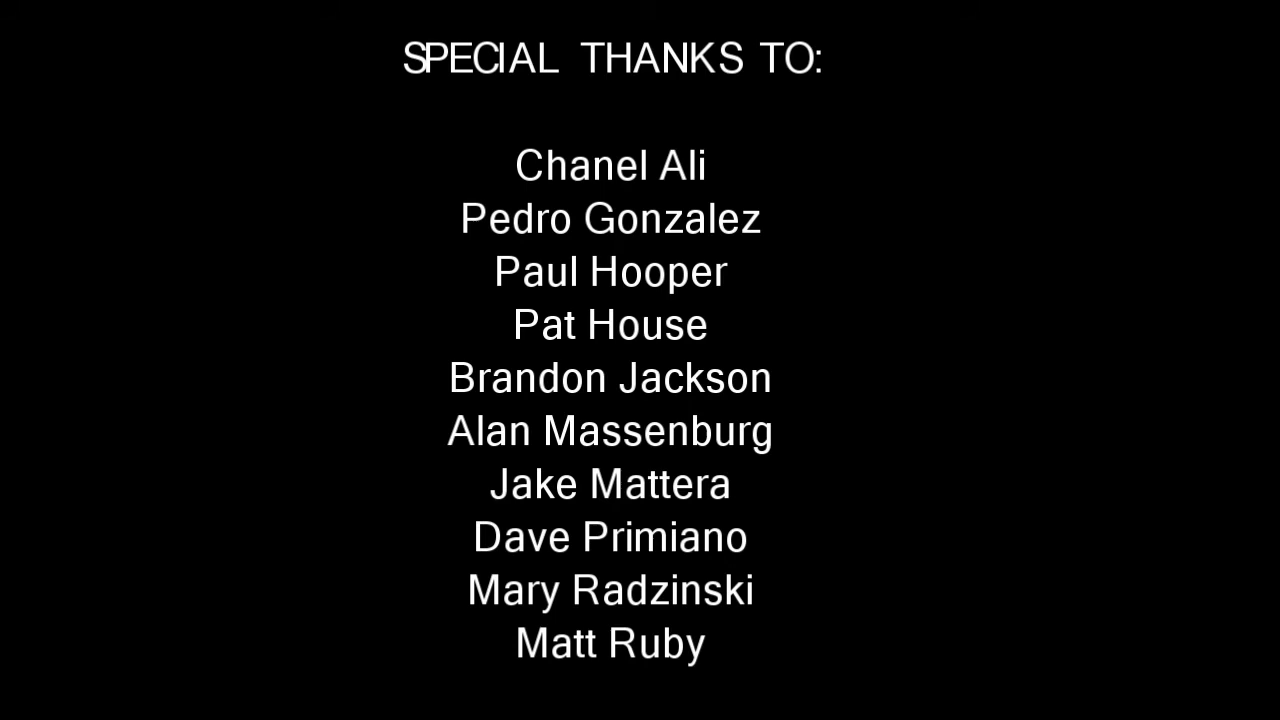 SPECIAL THANKS TO:
Chanel Ali
Pedro Gonzalez
Paul Hooper
Pat House
Brandon Jackson
Alan Massenburg
Jake Mattera
Dave Primiano
Mary Radzinski
Matt Ruby